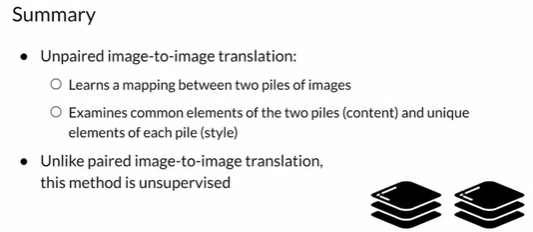 Summary
● Unpaired image-to-image translation:
○ Learns a mapping between two piles of images
○ Examines common elements of the two piles (content) and unique
elements of each pile (style)
● Unlike paired image-to-image translation,
this method is unsupervised